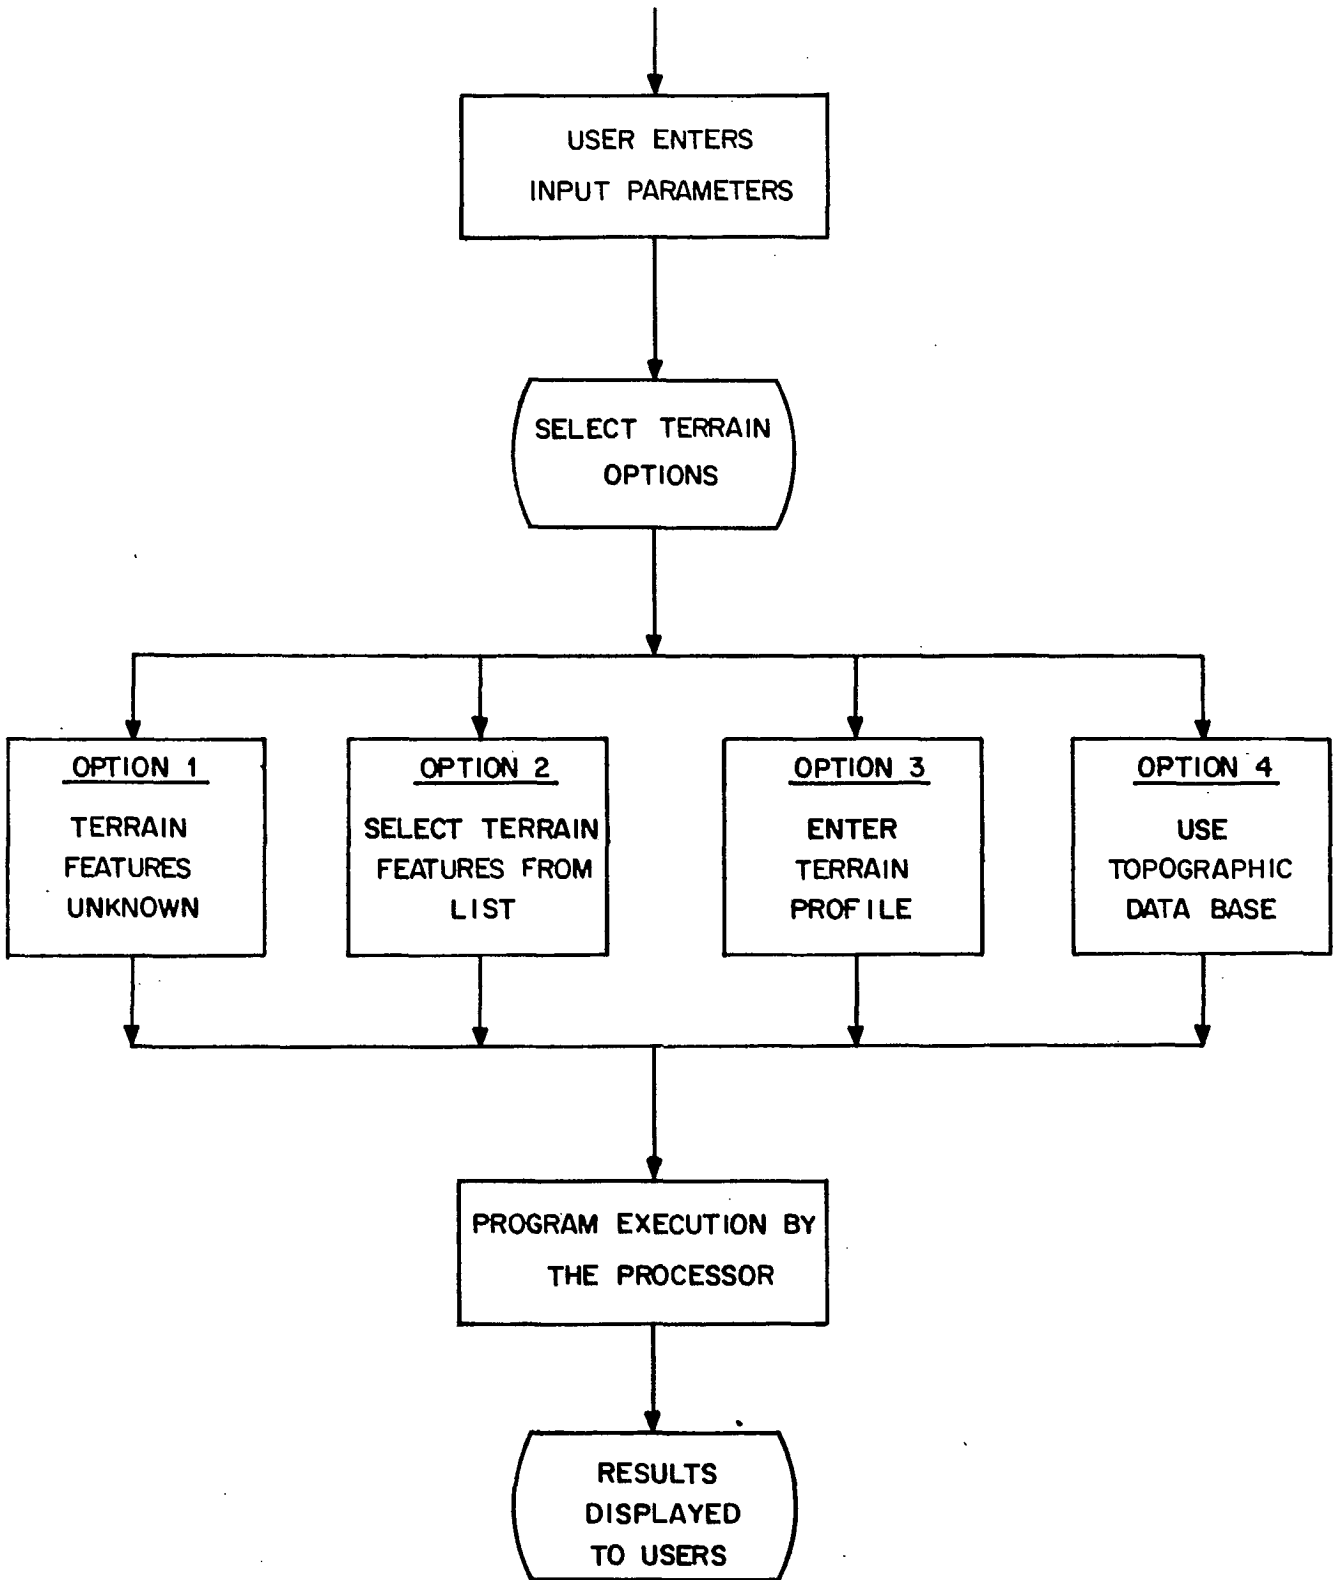 USER ENTERS
INPUT PARAMETERS
SELECT TERRAIN
OPTIONS
OPTION 1
TERRAIN
FEATURES
UNKNOWN
OPTION 2
SELECT TERRAIN
FEATURES FROM
LIST
OPTION 3
ENTER
TERRAIN
PROFILE
OPTION 4
USE
TOPOGRAPHIC
DATA BASE
PROGRAM EXECUTION BY
THE PROCESSOR
RESULTS
DISPLAYED
TO USERS